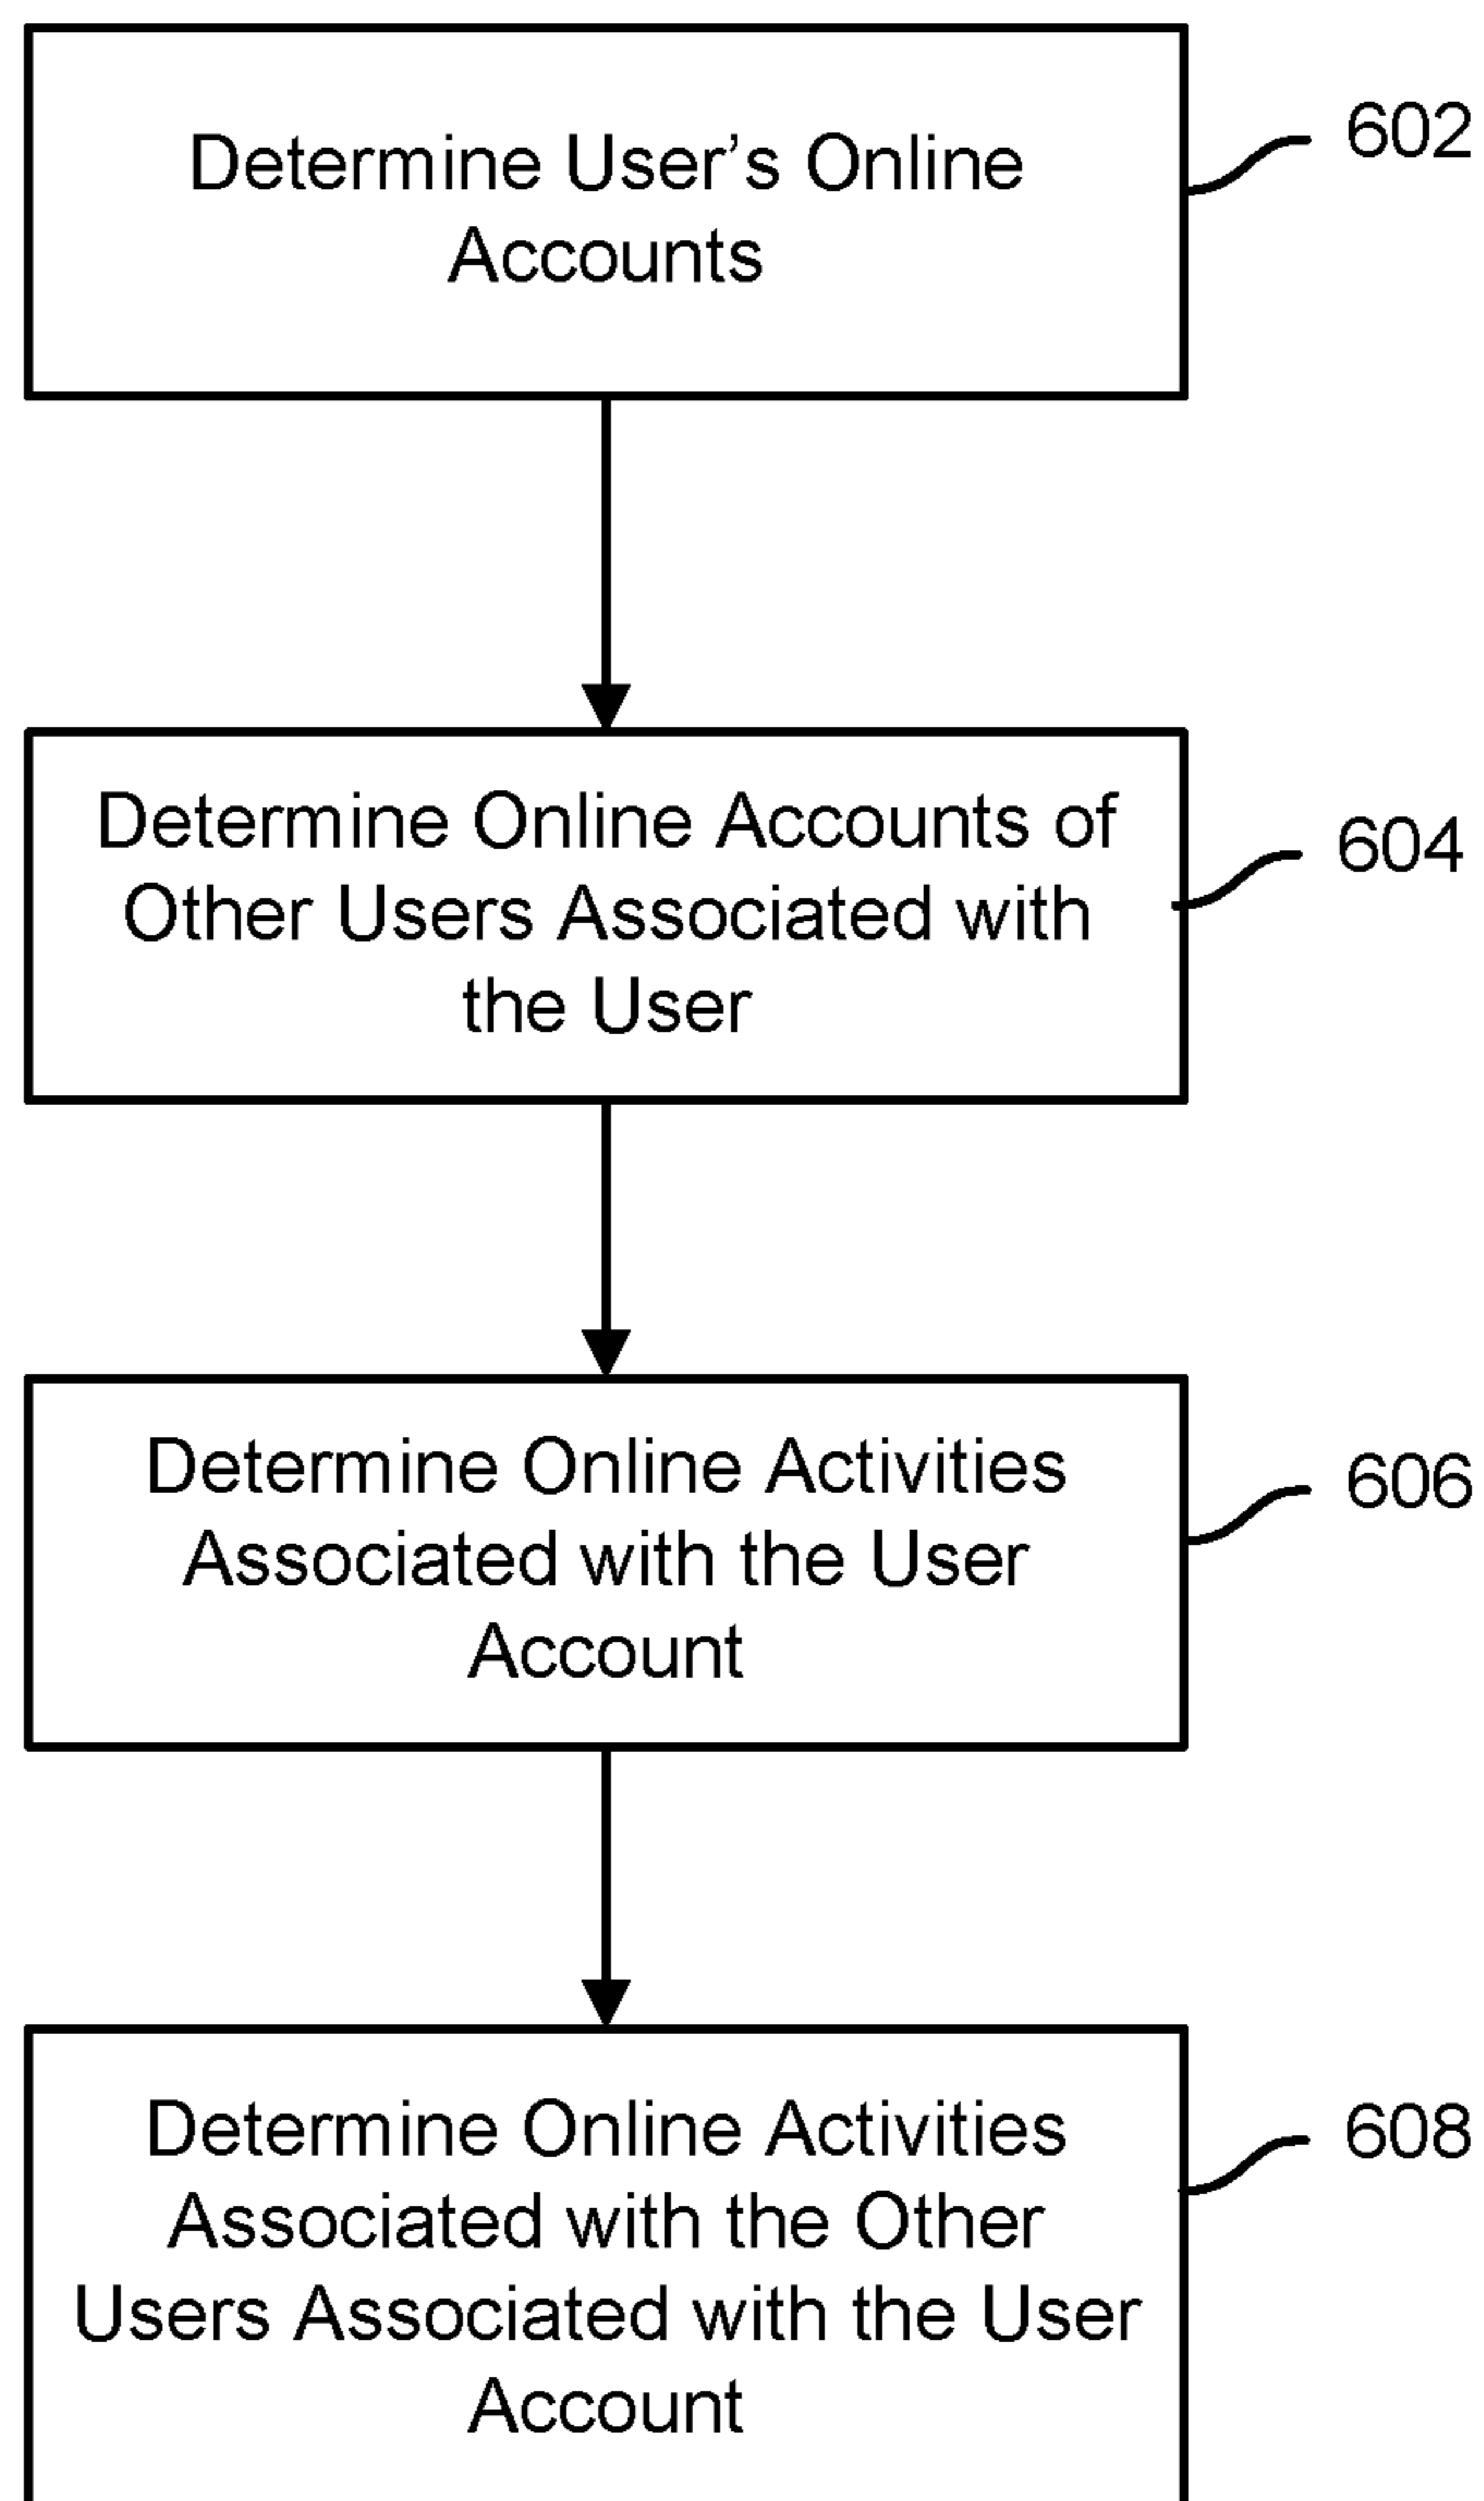 Determine User’s Online
Accounts
602
Determine Online Accounts of
Other Users Associated with
the User
604
Determine Online Activities
Associated with the User
Account
606
Determine Online Activities
Associated with the Other
Users Associated with the User
Account
608